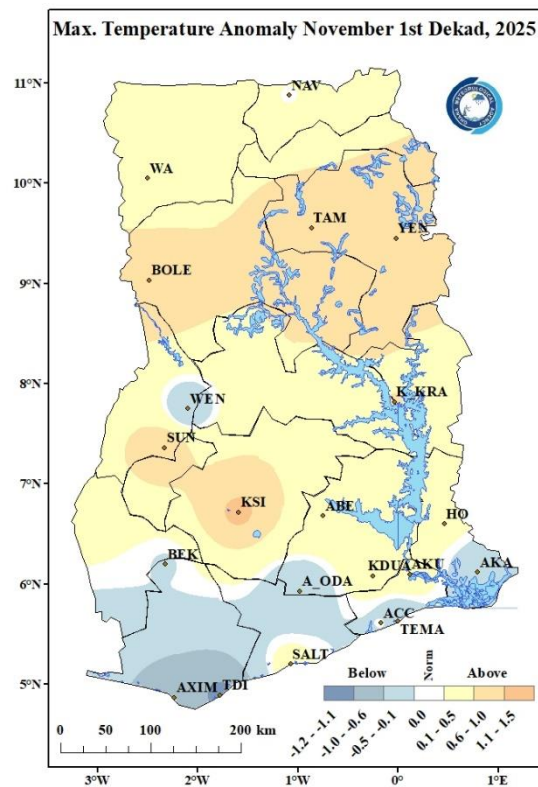 Max. Temperature Anomaly November 1st Dekad, 2025
11°N
NAV
WA
10°N
TAM
YEN
BOLE
9°N
8°N
WEN
K_KRA
SUN
7°N
KSI
ABE
HO
BEK
KDUA
AKU
AKA
6°N
A_ODA
ACC
TEMA
SALT
Below
Norm
Above
5°N
AXIM
TDI
-1.2 - -1.1
-1.0 - -0.6
-0.5 - -0.1
0.0
0.1 - 0.5
0.6 - 1.0
1.1 - 1.5
0 50 100 200 km
3°W 2°W 1°W 0° 1°E